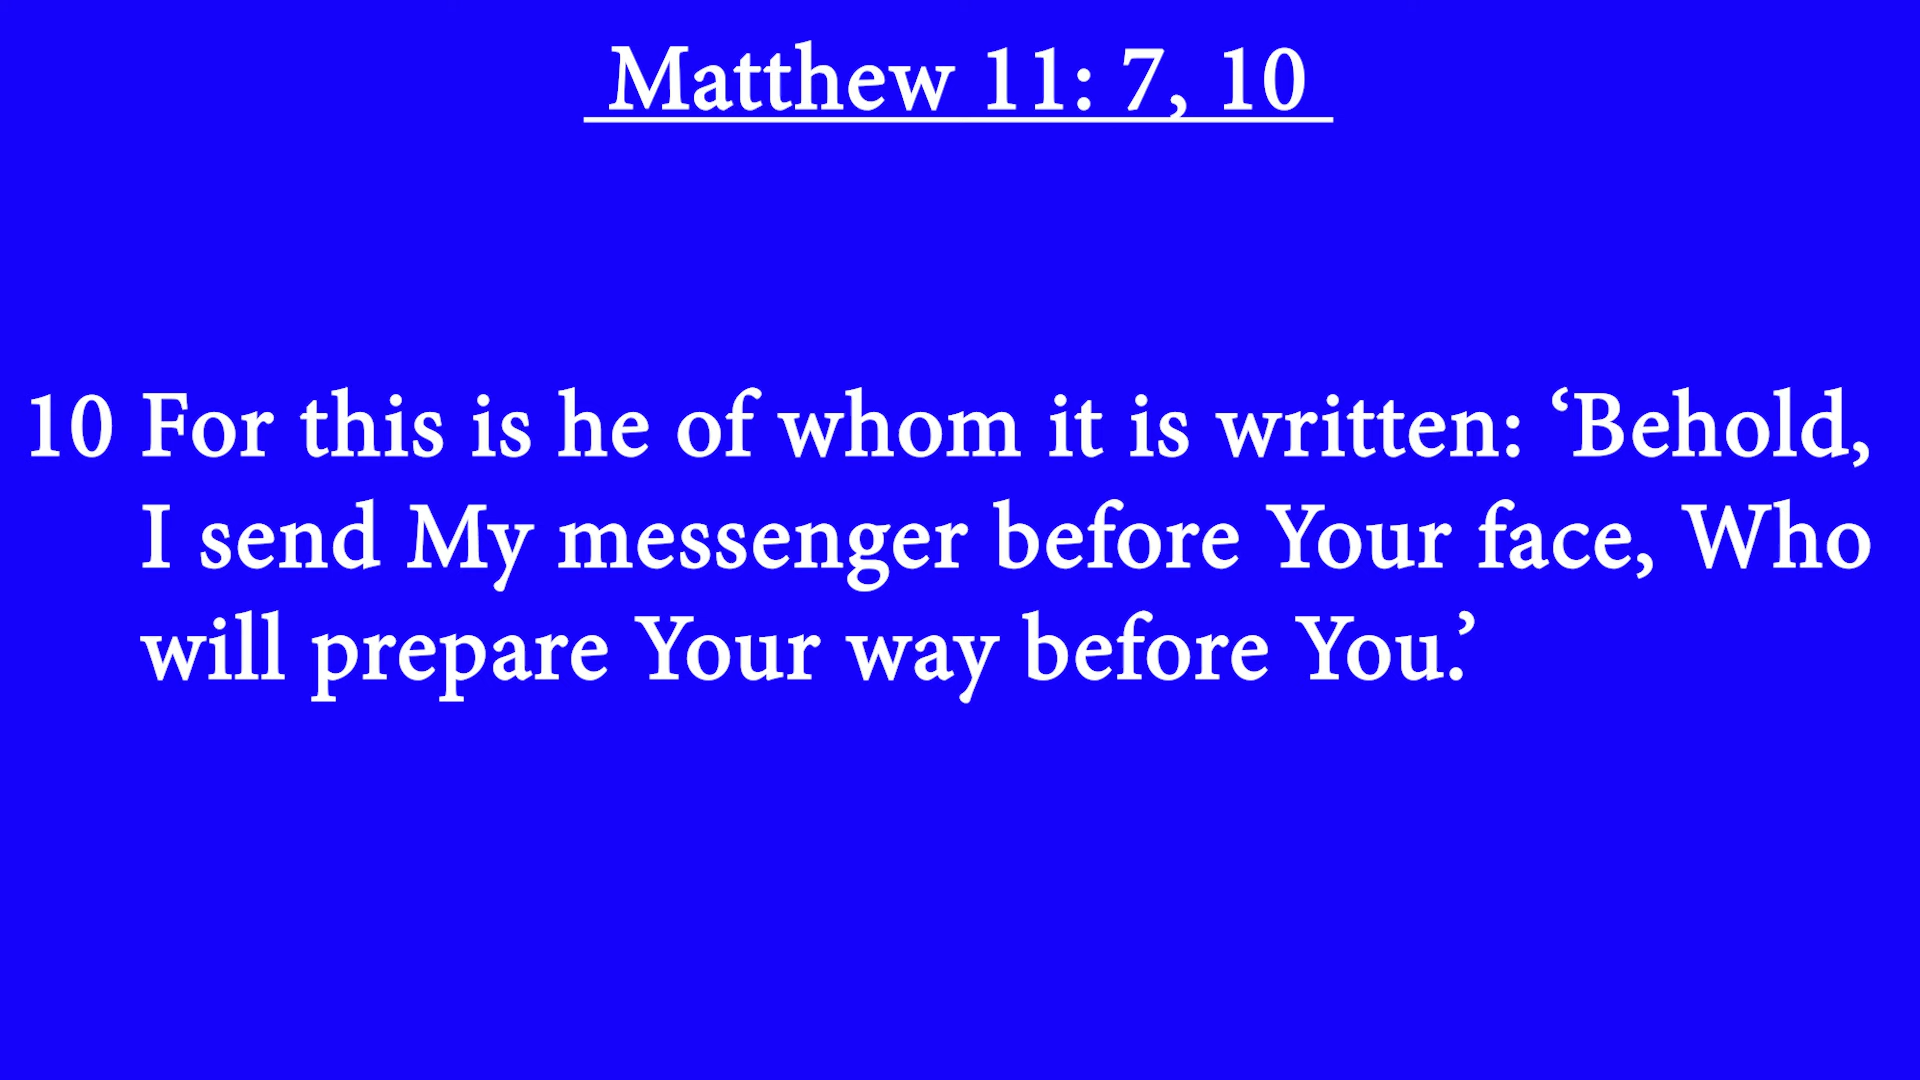 Matthew 11: 7, 10
10 For this is he of whom it is written: ‘Behold,
I send My messenger before Your face, Who
will prepare Your way before You.’